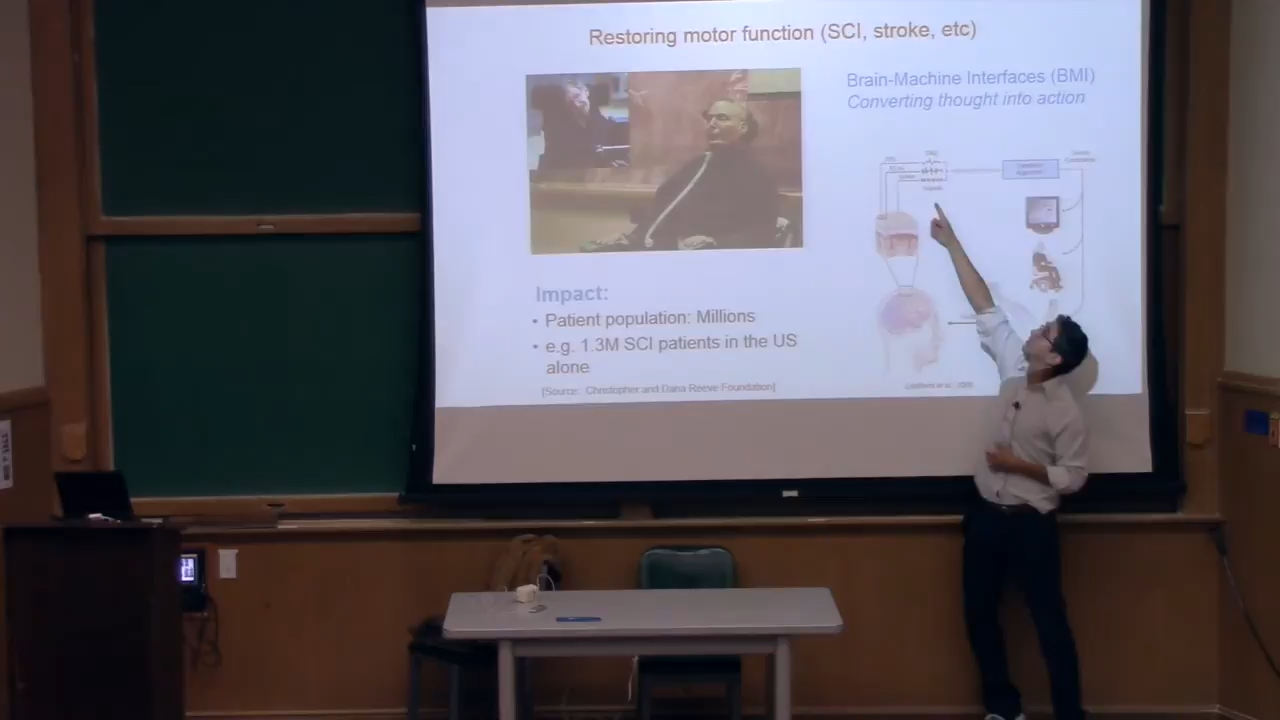 Restoring motor function (SCI, stroke, etc)
Brain-Machine Interfaces (BMI)
Converting thought into action
Impact:
• Patient population: Millions
• e.g. 1.3M SCI patients in the US
alone
[Source: Christopher and Dana Reeve Foundation]